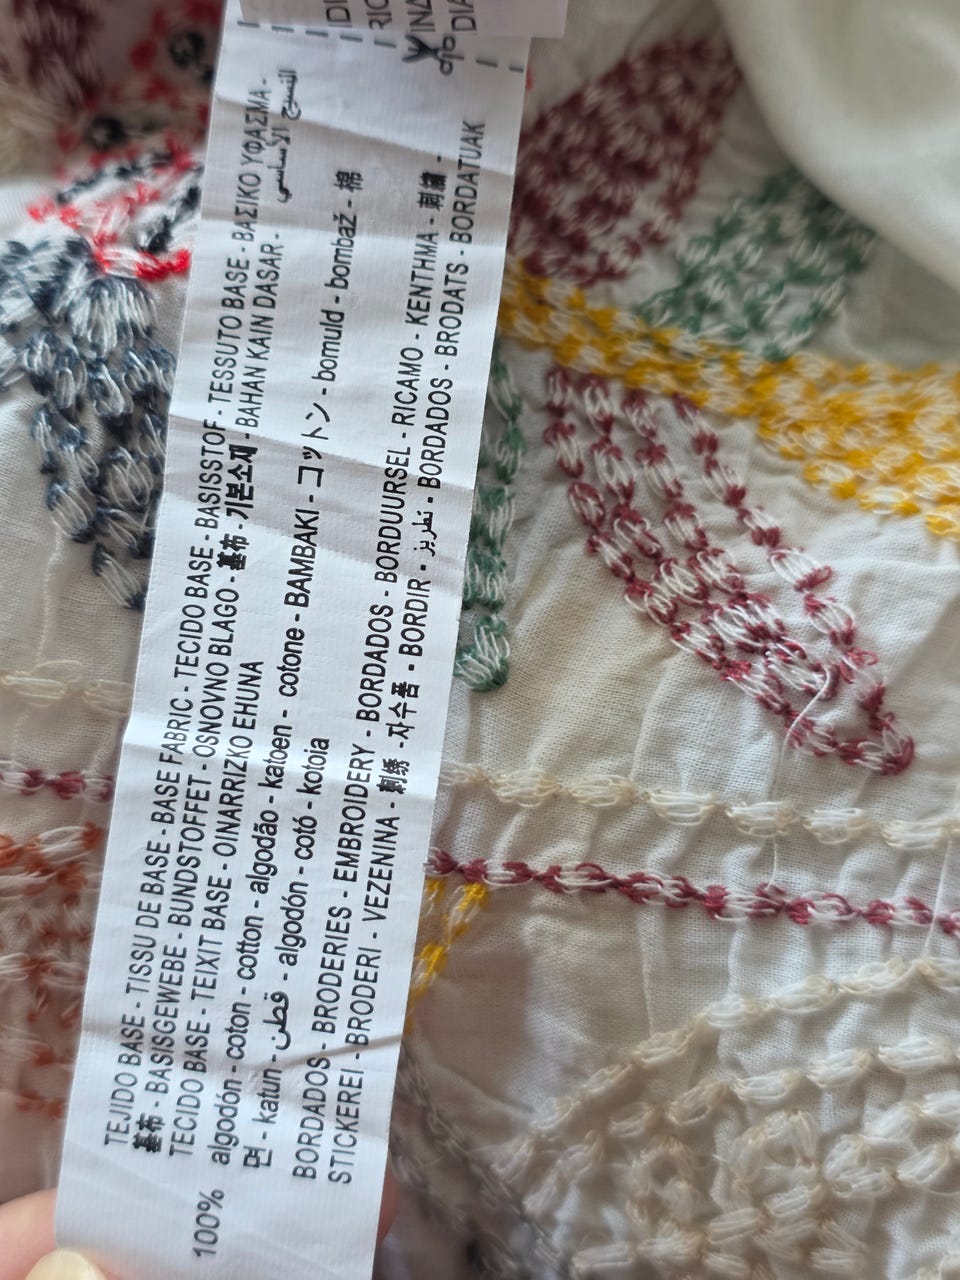 TEJIDO BASE - TISSU DE BASE - BASE FABRIC - TECIDO BASE - BASISSTOF - TESSUTO BASE - ΒΑΣΙΚΟ ΥΦΑΣΜΑ -
基布 - BASISGEWEBE - BUNDSTOFFET - OSNOVNO BLAGO - 基布 - 기본소재 - BAHAN KAIN DASAR - النسيج الأساسي
TECIDO BASE - TEIXIT BASE - OINARRIZKO EHUNA
100% algodón - coton - cotton - algodão - katoen - cotone - BAMBAKI - コットン - bomuld - bombaž - 棉
면 - katun - قطن - algodón - cotó - kotoia
BORDADOS - BRODERIES - EMBROIDERY - BORDADOS - BORDUURSEL - RICAMO - KENTHMA - 刺繍 -
STICKEREI - BRODERI - VEZENINA - 刺绣 - 자수품 - BORDIR - تطريز - BORDADOS - BRODATS - BORDATUAK